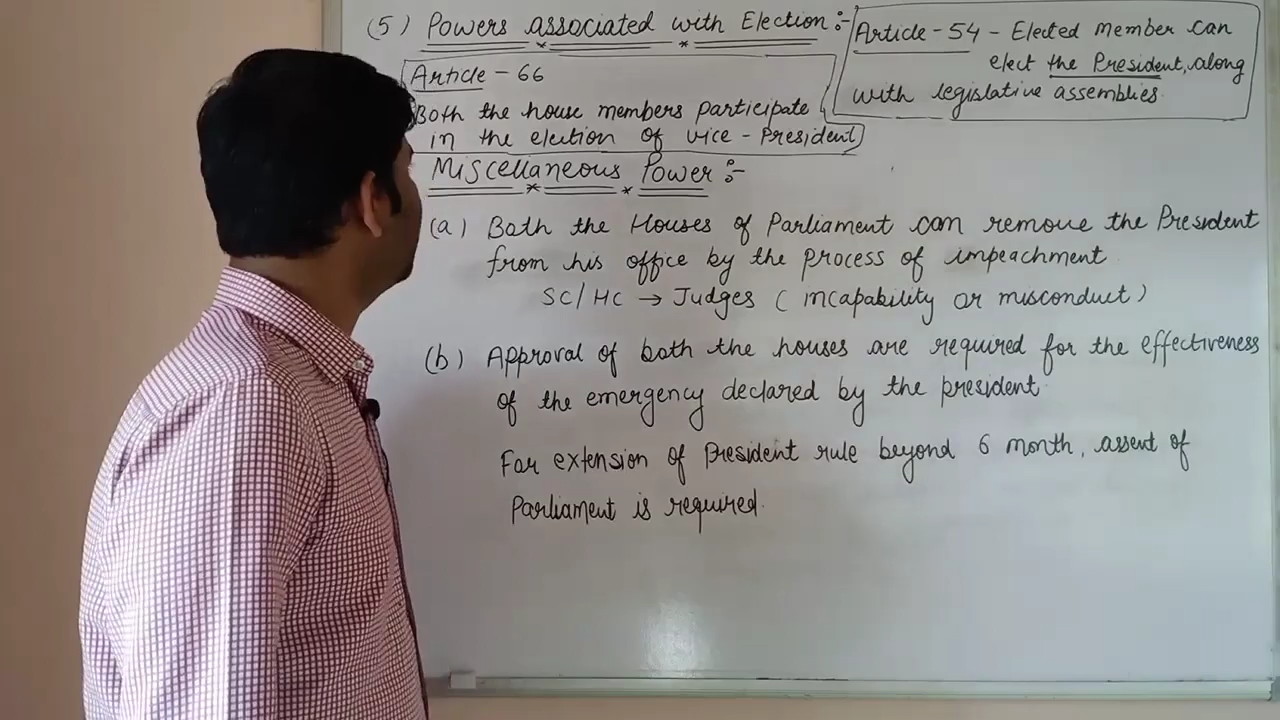 (5) Powers associated with Election :-
Article - 54 - Elected member can
elect the President, along
with legislative assemblies.
Article - 66
Both the house members participate
in the election of vice - President
Miscellaneous Power :-
(a) Both the Houses of Parliament can remove the President
from his office by the process of impeachment
SC/HC → Judges (incapability or misconduct)
(b) Approval of both the houses are required for the effectiveness
of the emergency declared by the president
For extension of President rule beyond 6 month, assent of
Parliament is required.